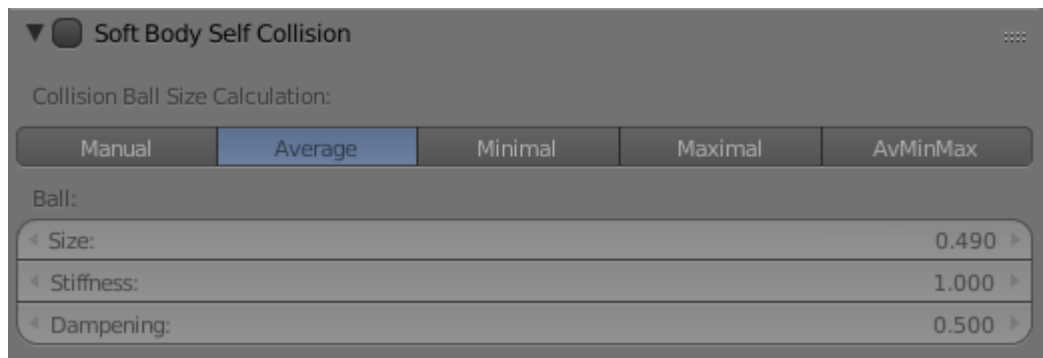 Soft Body Self Collision
Collision Ball Size Calculation:
Manual Average Minimal Maximal AvMinMax
Ball:
Size: 0.490
Stiffness: 1.000
Dampening: 0.500